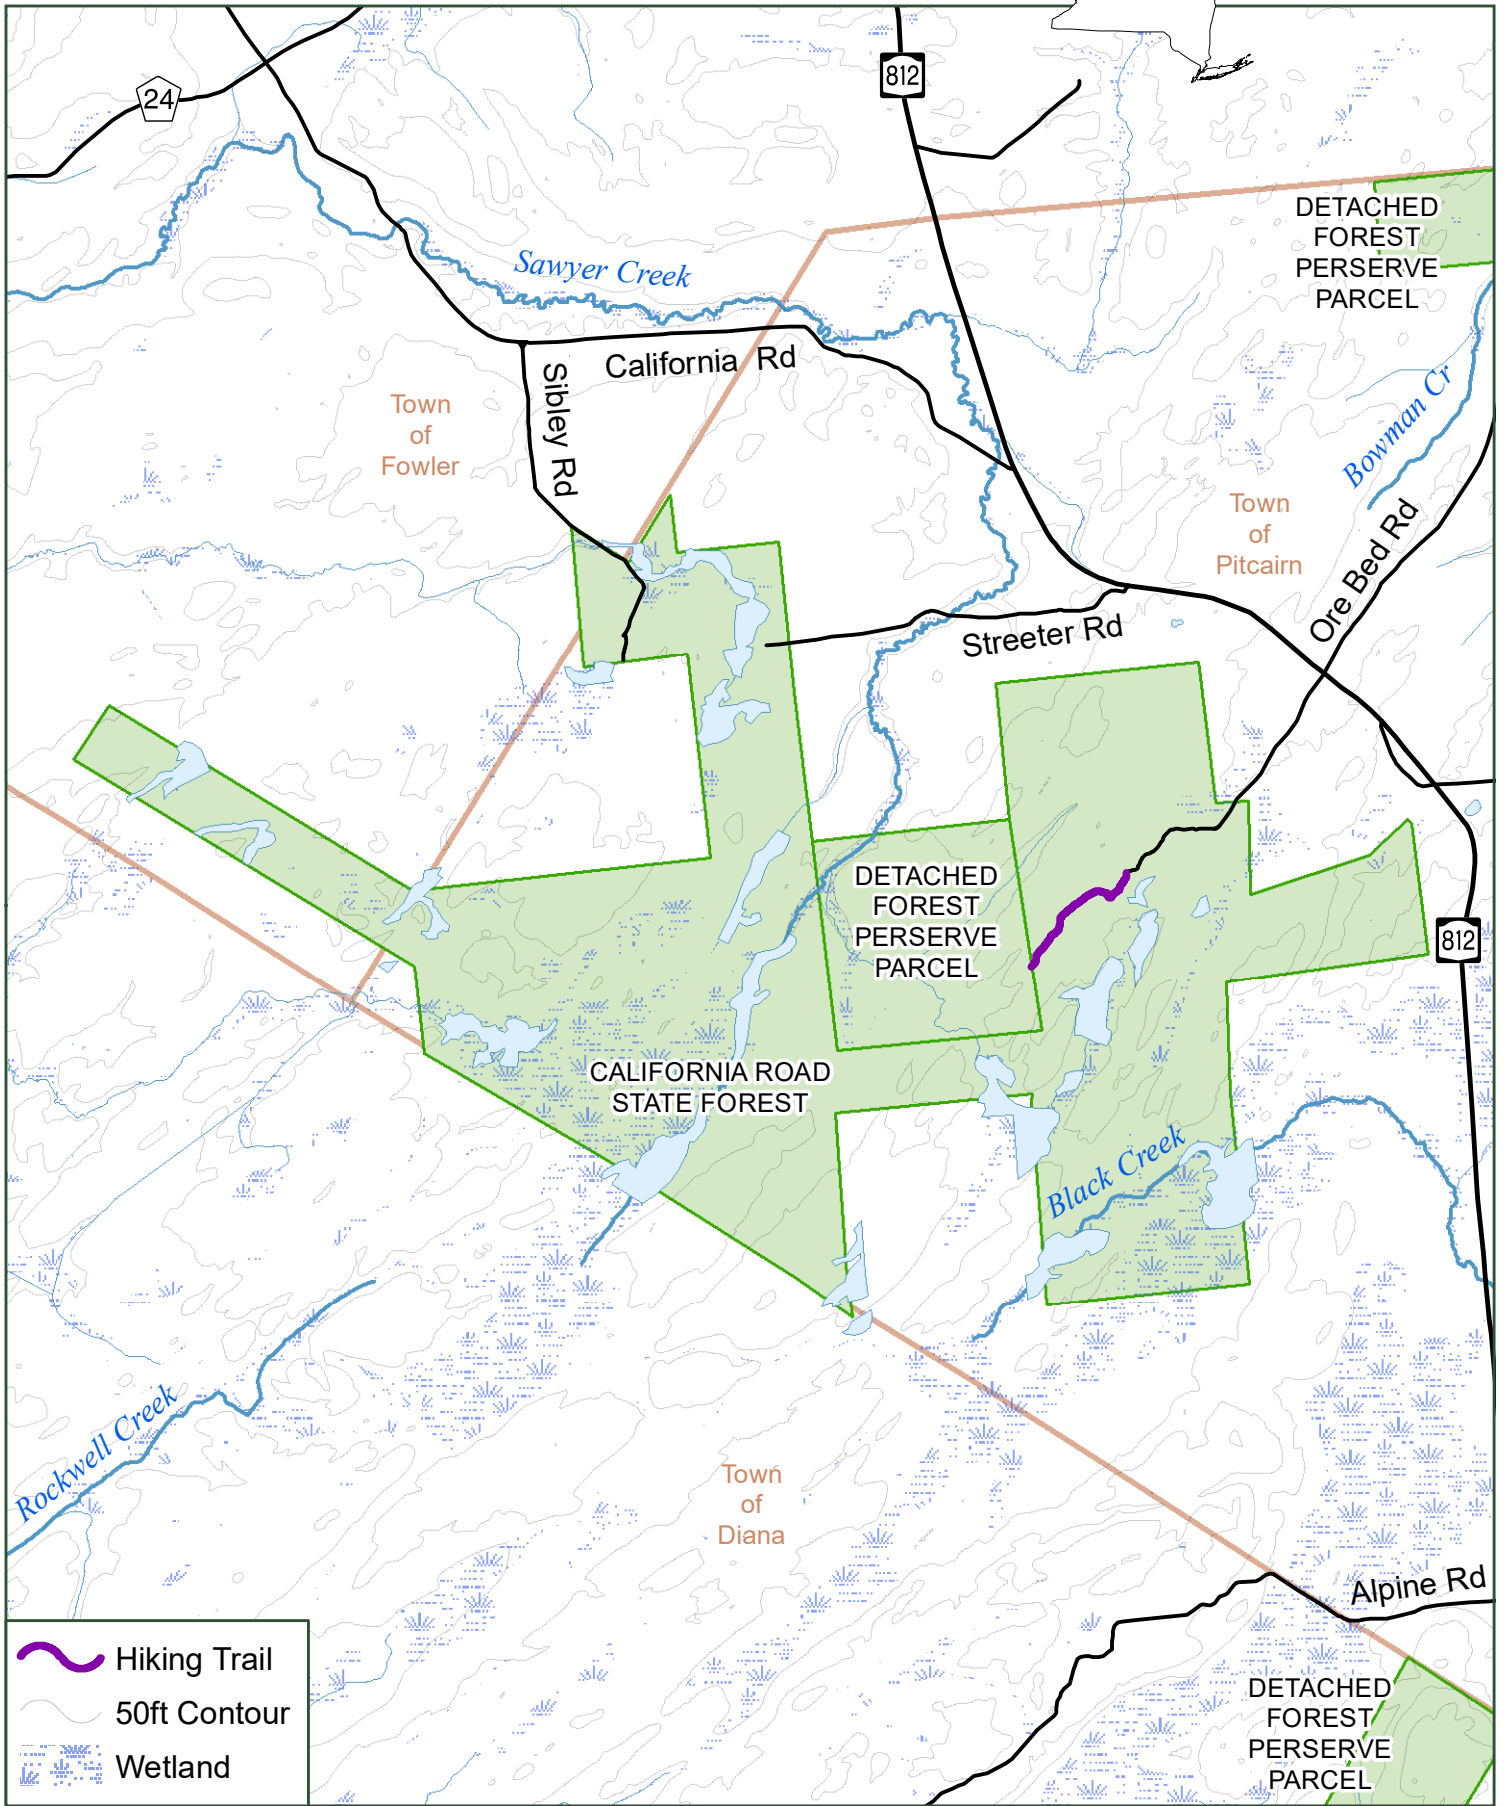 24
812
DETACHED
FOREST
PERSERVE
PARCEL
Sawyer Creek
California Rd
Sibley Rd
Town
of
Fowler
Bowman Cr
Town
of
Pitcairn
Ore Bed Rd
Streeter Rd
DETACHED
FOREST
PERSERVE
PARCEL
812
CALIFORNIA ROAD
STATE FOREST
Black Creek
Rockwell Creek
Town
of
Diana
Alpine Rd
Hiking Trail
50ft Contour
Wetland
DETACHED
FOREST
PERSERVE
PARCEL